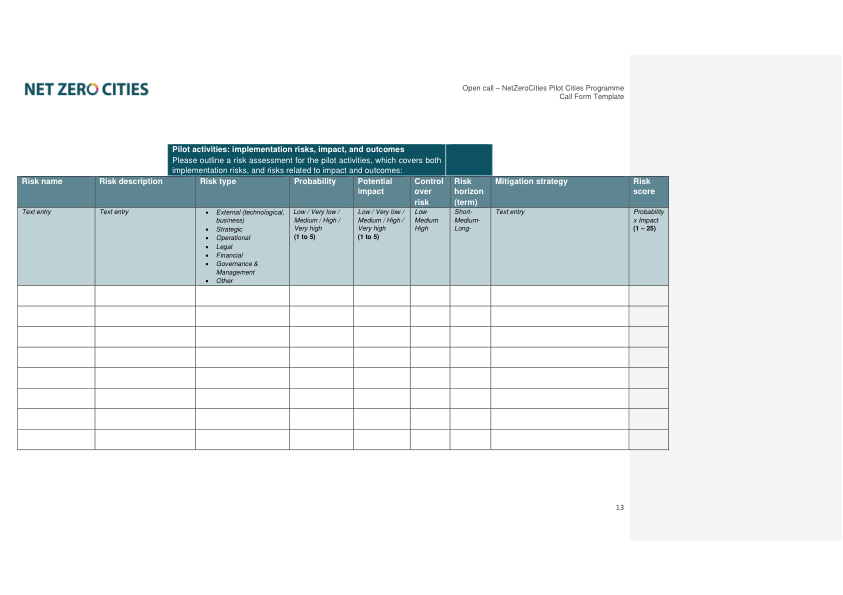 NET ZERO CITIES
Open call – NetZeroCities Pilot Cities Programme
Call Form Template
Pilot activities: implementation risks, impact, and outcomes
Please outline a risk assessment for the pilot activities, which covers both
implementation risks, and risks related to impact and outcomes:
Risk name
Risk description
Risk type
Probability
Potential
impact
Control
over
risk
Risk
horizon
(term)
Mitigation strategy
Risk
score
Text entry
Text entry
• External (technological,
business)
• Strategic
• Operational
• Legal
• Financial
• Governance &
Management
• Other
Low / Very low /
Medium / High /
Very high
(1 to 5)
Low / Very low /
Medium / High /
Very high
(1 to 5)
Low
Medium
High
Short-
Medium-
Long-
Text entry
Probability
x Impact
(1 – 25)
13